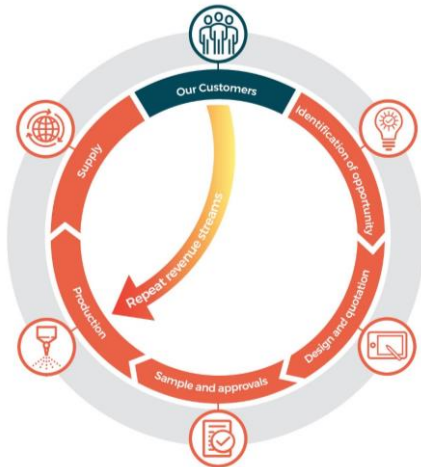 Our Customers
Identification of opportunity
Design and quotation
Sample and approvals
Production
Supply
Repeat revenue streams